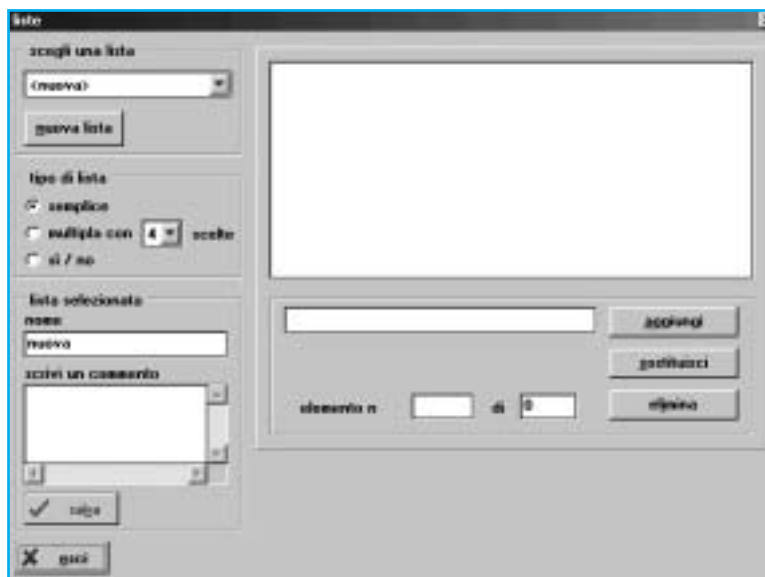 liste
scegli una lista
<nuova>
nuova lista
tipo di lista
semplice
multipla con 4 scelte
sì / no
lista selezionata
nome
nuova
scrivi un commento
salva
esci
aggiungi
sostituisci
elemento n di 0
elimina